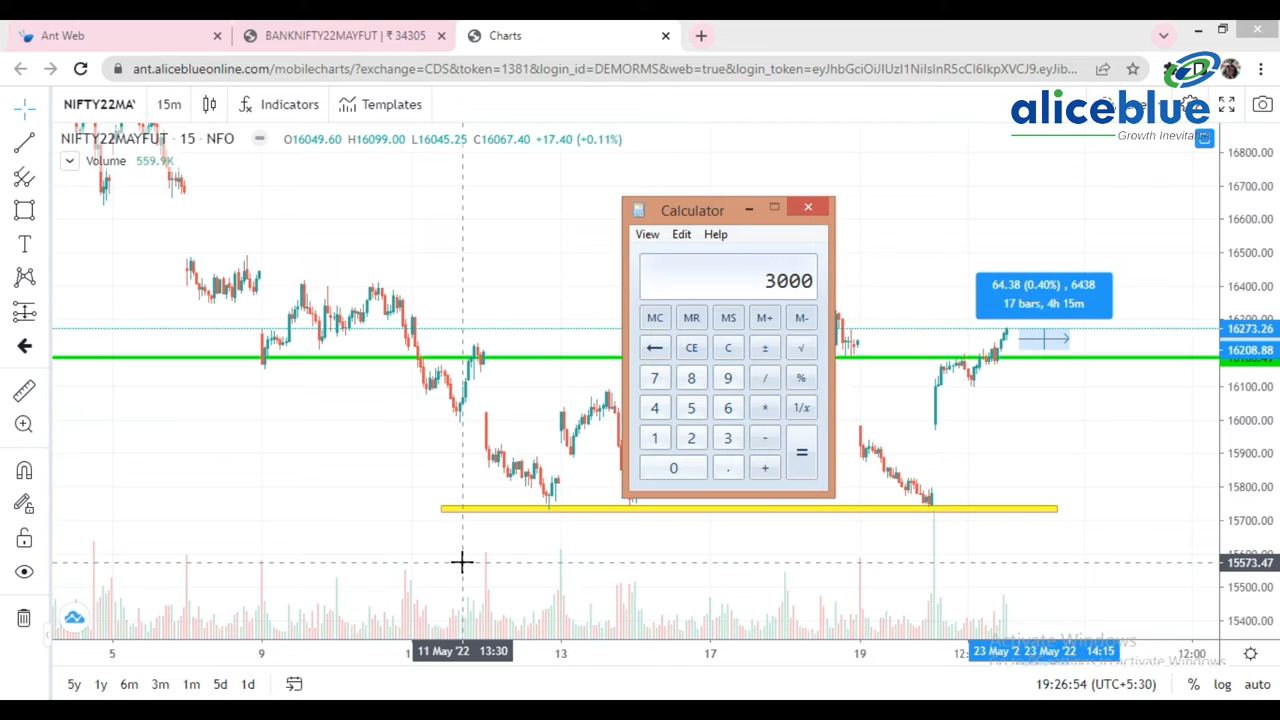 Ant Web
BANKNIFTY22MAYFUT | ₹ 34305
Charts
ant.aliceblueonline.com/mobilecharts/?exchange=CDS&token=1381&login_id=DEMORMS&web=true&login_token=
NIFTY22MA
15m
Indicators
Templates
aliceblue
Growth Inevitable
NIFTY22MAYFUT · 15 · NFO
O16049.60 H16099.00 L16045.25 C16067.40 +17.40 (+0.11%)
Volume 559.9K
Calculator
View Edit Help
3000
MC MR MS M+ M-
← CE C ± √
7 8 9 / %
4 5 6 * 1/x
1 2 3 - =
0 . +
64.38 (0.40%) , 6438
17 bars, 4h 15m
16800.00
16700.00
16600.00
16500.00
16400.00
16300.00
16273.26
16208.88
16100.00
16000.00
15900.00
15800.00
15700.00
15573.47
15500.00
15400.00
Activate Windows
5
9
11 May '22 13:30
13
17
19
23 May '2
23 May '22 14:15
12:00
5y 1y 6m 3m 1m 5d 1d
19:26:54 (UTC+5:30)
% log auto